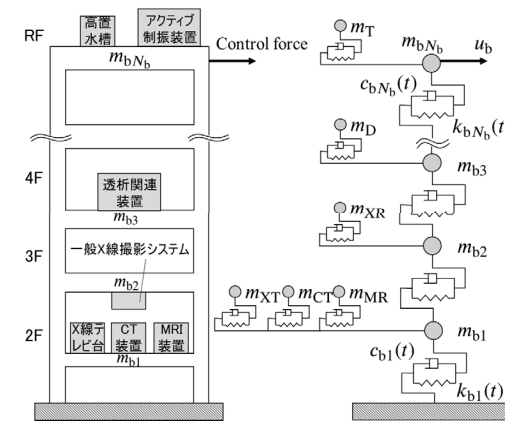 RF
高置
水槽
アクティブ
制振装置
m_bN_b
Control force
4F
透析関連
装置
m_b3
3F
一般X線撮影システム
m_b2
2F
X線テ
レビ台
CT
装置
MRI
装置
m_b1
m_T
m_bN_b
u_b
c_bN_b(t)
k_bN_b(t
m_D
m_b3
m_XR
m_b2
m_XT
m_CT
m_MR
m_b1
c_b1(t)
k_b1(t)